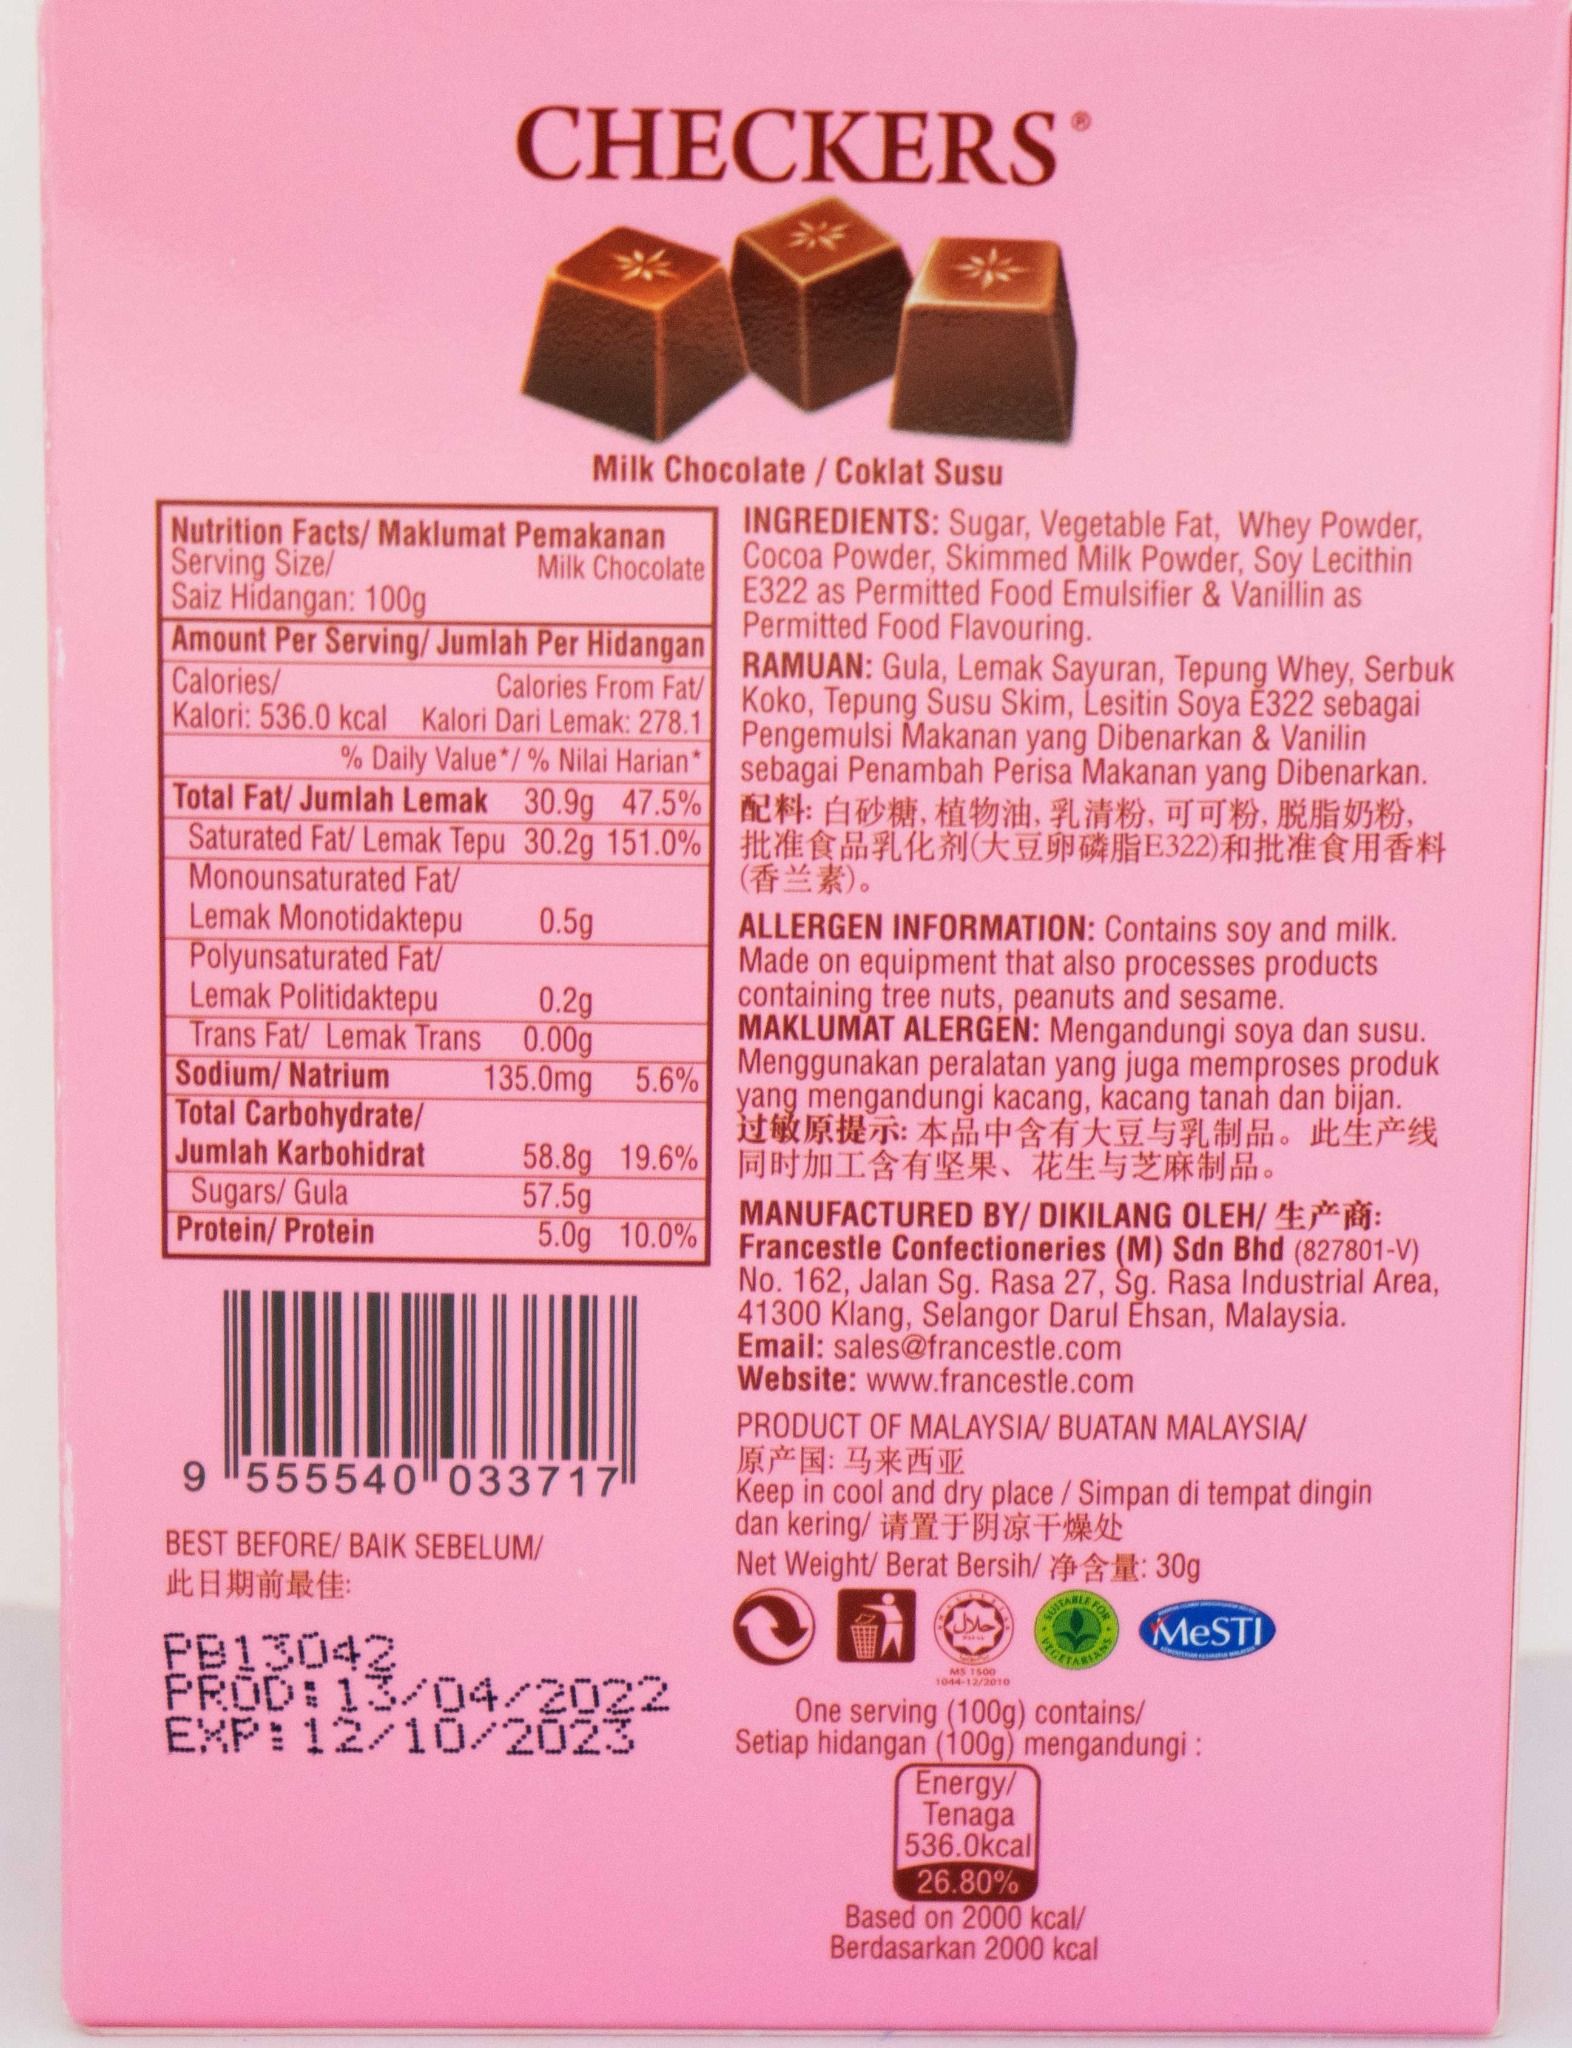 CHECKERS®
Milk Chocolate / Coklat Susu
Nutrition Facts/ Maklumat Pemakanan
Serving Size/ Milk Chocolate
Saiz Hidangan: 100g
Amount Per Serving/ Jumlah Per Hidangan
Calories/ Calories From Fat/
Kalori: 536.0 kcal Kalori Dari Lemak: 278.1
% Daily Value*/ % Nilai Harian*
Total Fat/ Jumlah Lemak 30.9g 47.5%
Saturated Fat/ Lemak Tepu 30.2g 151.0%
Monounsaturated Fat/
Lemak Monotidaktepu 0.5g
Polyunsaturated Fat/
Lemak Politidaktepu 0.2g
Trans Fat/ Lemak Trans 0.00g
Sodium/ Natrium 135.0mg 5.6%
Total Carbohydrate/
Jumlah Karbohidrat 58.8g 19.6%
Sugars/ Gula 57.5g
Protein/ Protein 5.0g 10.0%
9 555540 033717
BEST BEFORE/ BAIK SEBELUM/
此日期前最佳:
PB13042
PROD:13/04/2022
EXP:12/10/2023
INGREDIENTS: Sugar, Vegetable Fat, Whey Powder,
Cocoa Powder, Skimmed Milk Powder, Soy Lecithin
E322 as Permitted Food Emulsifier & Vanillin as
Permitted Food Flavouring.
RAMUAN: Gula, Lemak Sayuran, Tepung Whey, Serbuk
Koko, Tepung Susu Skim, Lesitin Soya E322 sebagai
Pengemulsi Makanan yang Dibenarkan & Vanilin
sebagai Penambah Perisa Makanan yang Dibenarkan.
配料: 白砂糖, 植物油, 乳清粉, 可可粉, 脱脂奶粉,
批准食品乳化剂(大豆卵磷脂E322)和批准食用香料
(香兰素)。
ALLERGEN INFORMATION: Contains soy and milk.
Made on equipment that also processes products
containing tree nuts, peanuts and sesame.
MAKLUMAT ALERGEN: Mengandungi soya dan susu.
Menggunakan peralatan yang juga memproses produk
yang mengandungi kacang, kacang tanah dan bijan.
过敏原提示: 本品中含有大豆与乳制品。此生产线
同时加工含有坚果、花生与芝麻制品。
MANUFACTURED BY/ DIKILANG OLEH/ 生产商:
Francestle Confectioneries (M) Sdn Bhd (827801-V)
No. 162, Jalan Sg. Rasa 27, Sg. Rasa Industrial Area,
41300 Klang, Selangor Darul Ehsan, Malaysia.
Email: sales@francestle.com
Website: www.francestle.com
PRODUCT OF MALAYSIA/ BUATAN MALAYSIA/
原产国: 马来西亚
Keep in cool and dry place / Simpan di tempat dingin
dan kering/ 请置于阴凉干燥处
Net Weight/ Berat Bersih/ 净含量: 30g
حلال
MS 1500
1044-12/2010
SUITABLE FOR
VEGETARIANS
MeSTI
One serving (100g) contains/
Setiap hidangan (100g) mengandungi :
Energy/
Tenaga
536.0kcal
26.80%
Based on 2000 kcal/
Berdasarkan 2000 kcal